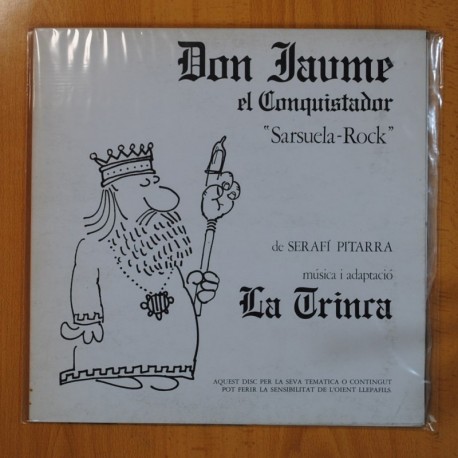 Don Jaume
el Conquistador
"Sarsuela-Rock"
de SERAFÍ PITARRA
música i adaptació
La Trinca
AQUEST DISC PER LA SEVA TEMATICA O CONTINGUT
POT FERIR LA SENSIBILITAT DE L'OIENT LLEPAFILS